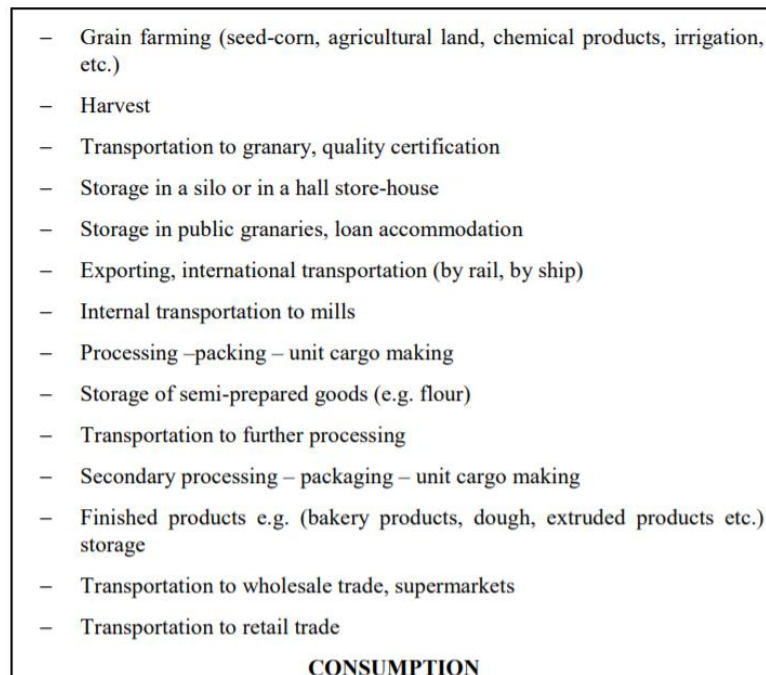 – Grain farming (seed-corn, agricultural land, chemical products, irrigation,
etc.)
– Harvest
– Transportation to granary, quality certification
– Storage in a silo or in a hall store-house
– Storage in public granaries, loan accommodation
– Exporting, international transportation (by rail, by ship)
– Internal transportation to mills
– Processing –packing – unit cargo making
– Storage of semi-prepared goods (e.g. flour)
– Transportation to further processing
– Secondary processing – packaging – unit cargo making
– Finished products e.g. (bakery products, dough, extruded products etc.)
storage
– Transportation to wholesale trade, supermarkets
– Transportation to retail trade
CONSUMPTION